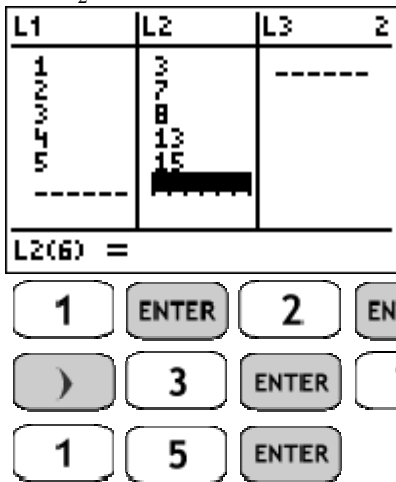 L1 L2 L3 2
1 3 ------
2 7
3 8
4 13
5 15
------
L2(6) =
1 ENTER 2 EN
) 3 ENTER
1 5 ENTER